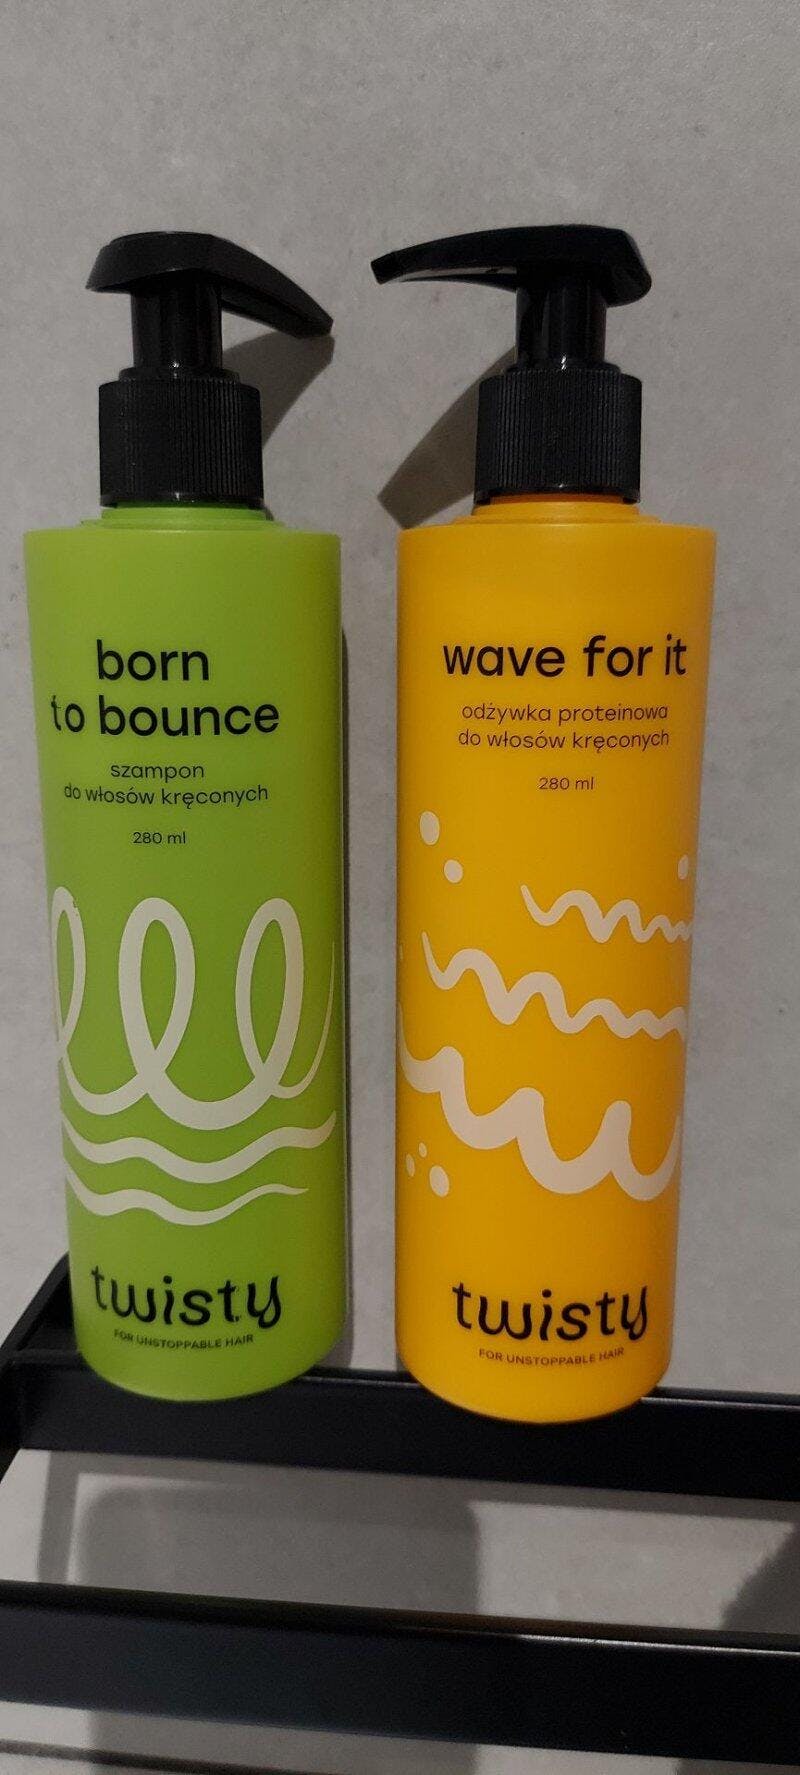 born
to bounce
szampon
do włosów kręconych
280 ml
twisty
FOR UNSTOPPABLE HAIR
wave for it
odżywka proteinowa
do włosów kręconych
280 ml
twisty
FOR UNSTOPPABLE HAIR